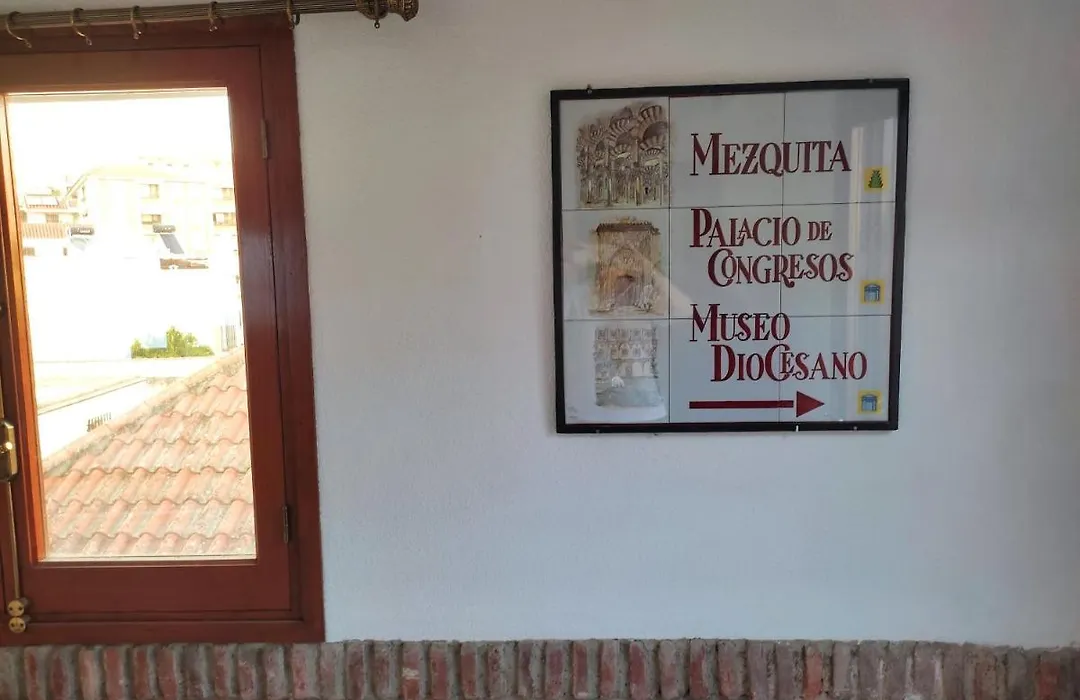 MEZQUITA
PALACIO DE
CONGRESOS
MUSEO
DIOCESANO